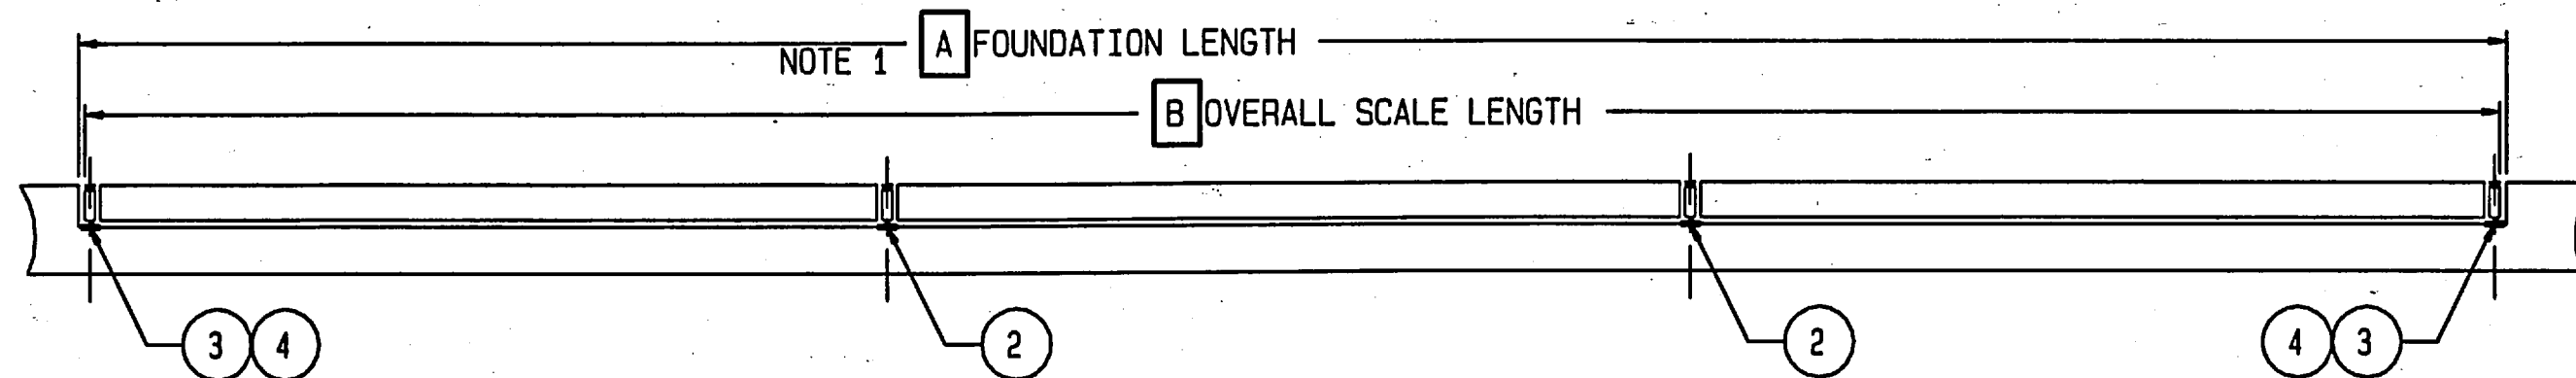 A FOUNDATION LENGTH
NOTE 1
B OVERALL SCALE LENGTH
3 4 2 2 4 3